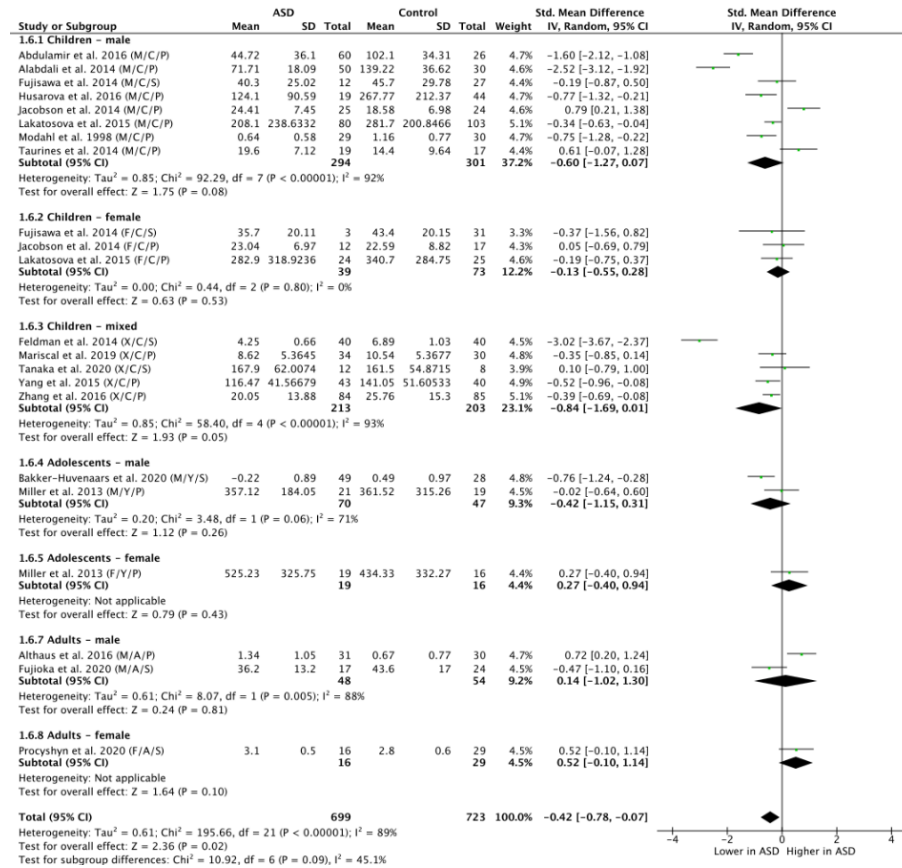 ASD Control Std. Mean Difference Std. Mean Difference
Study or Subgroup Mean SD Total Mean SD Total Weight IV, Random, 95% CI IV, Random, 95% CI
1.6.1 Children – male
Abdulamir et al. 2016 (M/C/P) 44.72 36.1 60 102.1 34.31 26 4.7% −1.60 [−2.12, −1.08]
Alabdali et al. 2014 (M/C/P) 71.71 18.09 50 139.22 36.62 30 4.6% −2.52 [−3.12, −1.92]
Fujisawa et al. 2014 (M/C/S) 40.3 25.02 12 45.7 29.78 27 4.4% −0.19 [−0.87, 0.50]
Husarova et al. 2016 (M/C/P) 124.1 90.59 19 267.77 212.37 44 4.7% −0.77 [−1.32, −0.21]
Jacobson et al. 2014 (M/C/P) 24.41 7.45 25 18.58 6.98 24 4.6% 0.79 [0.21, 1.38]
Lakatosova et al. 2015 (M/C/P) 208.1 238.6332 80 281.7 200.8466 103 5.1% −0.34 [−0.63, −0.04]
Modahl et al. 1998 (M/C/P) 0.64 0.58 29 1.16 0.77 30 4.7% −0.75 [−1.28, −0.22]
Taurines et al. 2014 (M/C/P) 19.6 7.12 19 14.4 9.64 17 4.4% 0.61 [−0.07, 1.28]
Subtotal (95% CI) 294 301 37.2% −0.60 [−1.27, 0.07]
Heterogeneity: Tau² = 0.85; Chi² = 92.29, df = 7 (P < 0.00001); I² = 92%
Test for overall effect: Z = 1.75 (P = 0.08)
1.6.2 Children – female
Fujisawa et al. 2014 (F/C/S) 35.7 20.11 3 43.4 20.15 31 3.3% −0.37 [−1.56, 0.82]
Jacobson et al. 2014 (F/C/P) 23.04 6.97 12 22.59 8.82 17 4.2% 0.05 [−0.69, 0.79]
Lakatosova et al. 2015 (F/C/P) 282.9 318.9236 24 340.7 284.75 25 4.6% −0.19 [−0.75, 0.37]
Subtotal (95% CI) 39 73 12.2% −0.13 [−0.55, 0.28]
Heterogeneity: Tau² = 0.00; Chi² = 0.44, df = 2 (P = 0.80); I² = 0%
Test for overall effect: Z = 0.63 (P = 0.53)
1.6.3 Children – mixed
Feldman et al. 2014 (X/C/S) 4.25 0.66 40 6.89 1.03 40 4.5% −3.02 [−3.67, −2.37]
Mariscal et al. 2019 (X/C/P) 8.62 5.3645 34 10.54 5.3677 30 4.8% −0.35 [−0.85, 0.14]
Tanaka et al. 2020 (X/C/S) 167.9 62.0074 12 161.5 54.8715 8 3.9% 0.10 [−0.79, 1.00]
Yang et al. 2015 (X/C/P) 116.47 41.56679 43 141.05 51.60533 40 4.9% −0.52 [−0.96, −0.08]
Zhang et al. 2016 (X/C/P) 20.05 13.88 84 25.76 15.3 85 5.1% −0.39 [−0.69, −0.08]
Subtotal (95% CI) 213 203 23.1% −0.84 [−1.69, 0.01]
Heterogeneity: Tau² = 0.85; Chi² = 58.40, df = 4 (P < 0.00001); I² = 93%
Test for overall effect: Z = 1.93 (P = 0.05)
1.6.4 Adolescents – male
Bakker-Huvenaars et al. 2020 (M/Y/S) −0.22 0.89 49 0.49 0.97 28 4.8% −0.76 [−1.24, −0.28]
Miller et al. 2013 (M/Y/P) 357.12 184.05 21 361.52 315.26 19 4.5% −0.02 [−0.64, 0.60]
Subtotal (95% CI) 70 47 9.3% −0.42 [−1.15, 0.31]
Heterogeneity: Tau² = 0.20; Chi² = 3.48, df = 1 (P = 0.06); I² = 71%
Test for overall effect: Z = 1.12 (P = 0.26)
1.6.5 Adolescents – female
Miller et al. 2013 (F/Y/P) 525.23 325.75 19 434.33 332.27 16 4.4% 0.27 [−0.40, 0.94]
Subtotal (95% CI) 19 16 4.4% 0.27 [−0.40, 0.94]
Heterogeneity: Not applicable
Test for overall effect: Z = 0.79 (P = 0.43)
1.6.7 Adults – male
Althaus et al. 2016 (M/A/P) 1.34 1.05 31 0.67 0.77 30 4.7% 0.72 [0.20, 1.24]
Fujioka et al. 2020 (M/A/S) 36.2 13.2 17 43.6 17 24 4.5% −0.47 [−1.10, 0.16]
Subtotal (95% CI) 48 54 9.2% 0.14 [−1.02, 1.30]
Heterogeneity: Tau² = 0.61; Chi² = 8.07, df = 1 (P = 0.005); I² = 88%
Test for overall effect: Z = 0.24 (P = 0.81)
1.6.8 Adults – female
Procyshyn et al. 2020 (F/A/S) 3.1 0.5 16 2.8 0.6 29 4.5% 0.52 [−0.10, 1.14]
Subtotal (95% CI) 16 29 4.5% 0.52 [−0.10, 1.14]
Heterogeneity: Not applicable
Test for overall effect: Z = 1.64 (P = 0.10)
Total (95% CI) 699 723 100.0% −0.42 [−0.78, −0.07]
Heterogeneity: Tau² = 0.61; Chi² = 195.66, df = 21 (P < 0.00001); I² = 89%
Test for overall effect: Z = 2.36 (P = 0.02)
Test for subgroup differences: Chi² = 10.92, df = 6 (P = 0.09), I² = 45.1%
−4 −2 0 2 4
Lower in ASD Higher in ASD